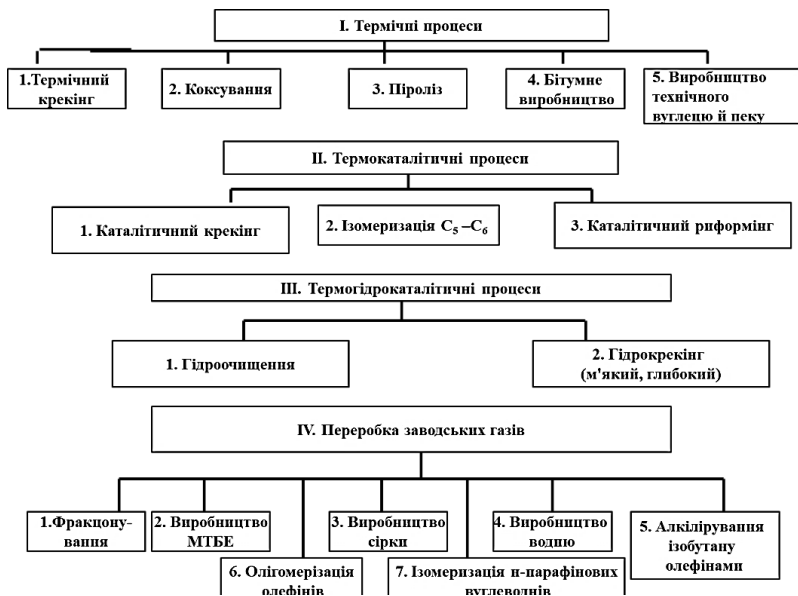 I. Термічні процеси
1.Термічний
крекінг
2. Коксування
3. Піроліз
4. Бітумне
виробництво
5. Виробництво
технічного
вуглецю й пеку
II. Термокаталітичні процеси
1. Каталітичний крекінг
2. Ізомеризація C₅ –C₆
3. Каталітичний риформінг
III. Термогідрокаталітичні процеси
1. Гідроочищення
2. Гідрокрекінг
(м'який, глибокий)
IV. Переробка заводських газів
1.Фракцону-
вання
2. Виробництво
МТБЕ
3. Виробництво
сірки
4. Виробництво
водню
5. Алкілірування
ізобутану
олефінами
6. Олігомерізація
олефінів
7. Ізомеризація н-парафінових
вуглеводнів